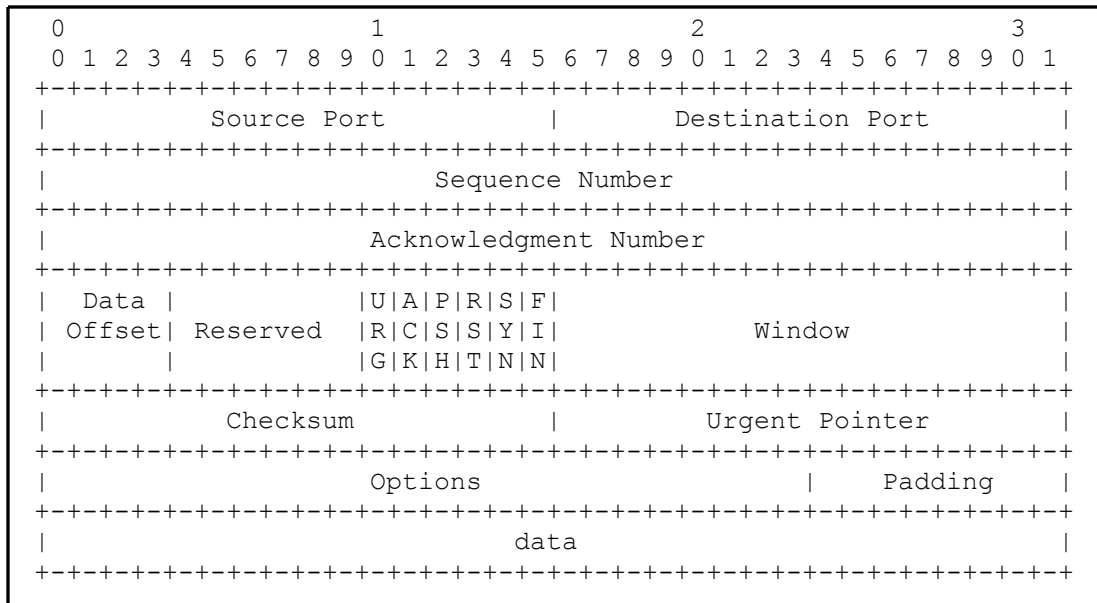 0                   1                   2                   3
 0 1 2 3 4 5 6 7 8 9 0 1 2 3 4 5 6 7 8 9 0 1 2 3 4 5 6 7 8 9 0 1
+-+-+-+-+-+-+-+-+-+-+-+-+-+-+-+-+-+-+-+-+-+-+-+-+-+-+-+-+-+-+-+-+
|          Source Port          |       Destination Port        |
+-+-+-+-+-+-+-+-+-+-+-+-+-+-+-+-+-+-+-+-+-+-+-+-+-+-+-+-+-+-+-+-+
|                        Sequence Number                        |
+-+-+-+-+-+-+-+-+-+-+-+-+-+-+-+-+-+-+-+-+-+-+-+-+-+-+-+-+-+-+-+-+
|                    Acknowledgment Number                      |
+-+-+-+-+-+-+-+-+-+-+-+-+-+-+-+-+-+-+-+-+-+-+-+-+-+-+-+-+-+-+-+-+
|  Data |           |U|A|P|R|S|F|                               |
| Offset| Reserved  |R|C|S|S|Y|I|            Window             |
|       |           |G|K|H|T|N|N|                               |
+-+-+-+-+-+-+-+-+-+-+-+-+-+-+-+-+-+-+-+-+-+-+-+-+-+-+-+-+-+-+-+-+
|           Checksum            |         Urgent Pointer        |
+-+-+-+-+-+-+-+-+-+-+-+-+-+-+-+-+-+-+-+-+-+-+-+-+-+-+-+-+-+-+-+-+
|                    Options                    |    Padding    |
+-+-+-+-+-+-+-+-+-+-+-+-+-+-+-+-+-+-+-+-+-+-+-+-+-+-+-+-+-+-+-+-+
|                             data                              |
+-+-+-+-+-+-+-+-+-+-+-+-+-+-+-+-+-+-+-+-+-+-+-+-+-+-+-+-+-+-+-+-+